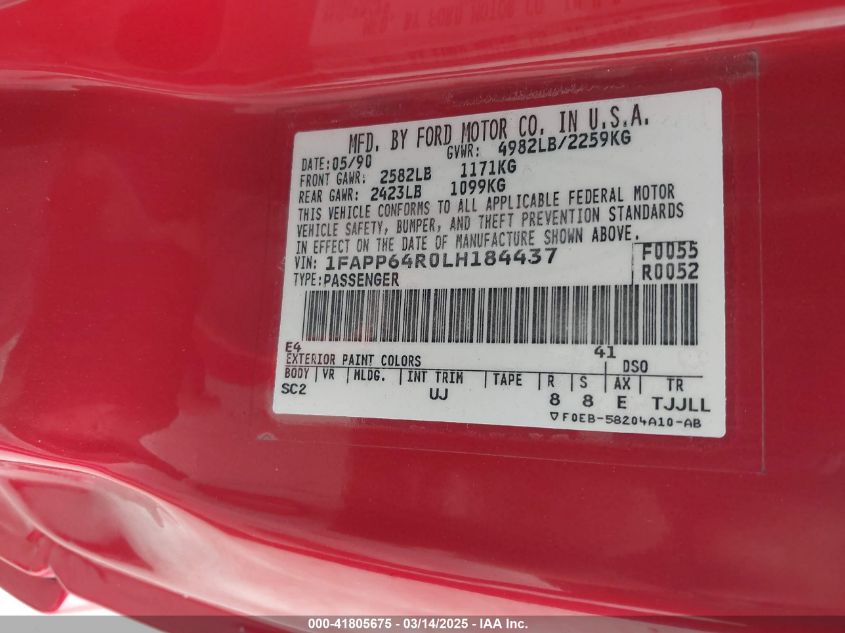 MFD. BY FORD MOTOR CO. IN U.S.A.
DATE: 05/90 GVWR: 4982LB/2259KG
FRONT GAWR: 2582LB 1171KG
REAR GAWR: 2423LB 1099KG
THIS VEHICLE CONFORMS TO ALL APPLICABLE FEDERAL MOTOR
VEHICLE SAFETY, BUMPER, AND THEFT PREVENTION STANDARDS
IN EFFECT ON THE DATE OF MANUFACTURE SHOWN ABOVE.
VIN: 1FAPP64R0LH184437 F0055
TYPE: PASSENGER R0052
E4 41
EXTERIOR PAINT COLORS DSO
BODY VR MLDG. INT TRIM TAPE R S AX TR
SC2 UJ 8 8 E TJJLL
F0EB-58204A10-AB
000-41805675 - 03/14/2025 - IAA Inc.